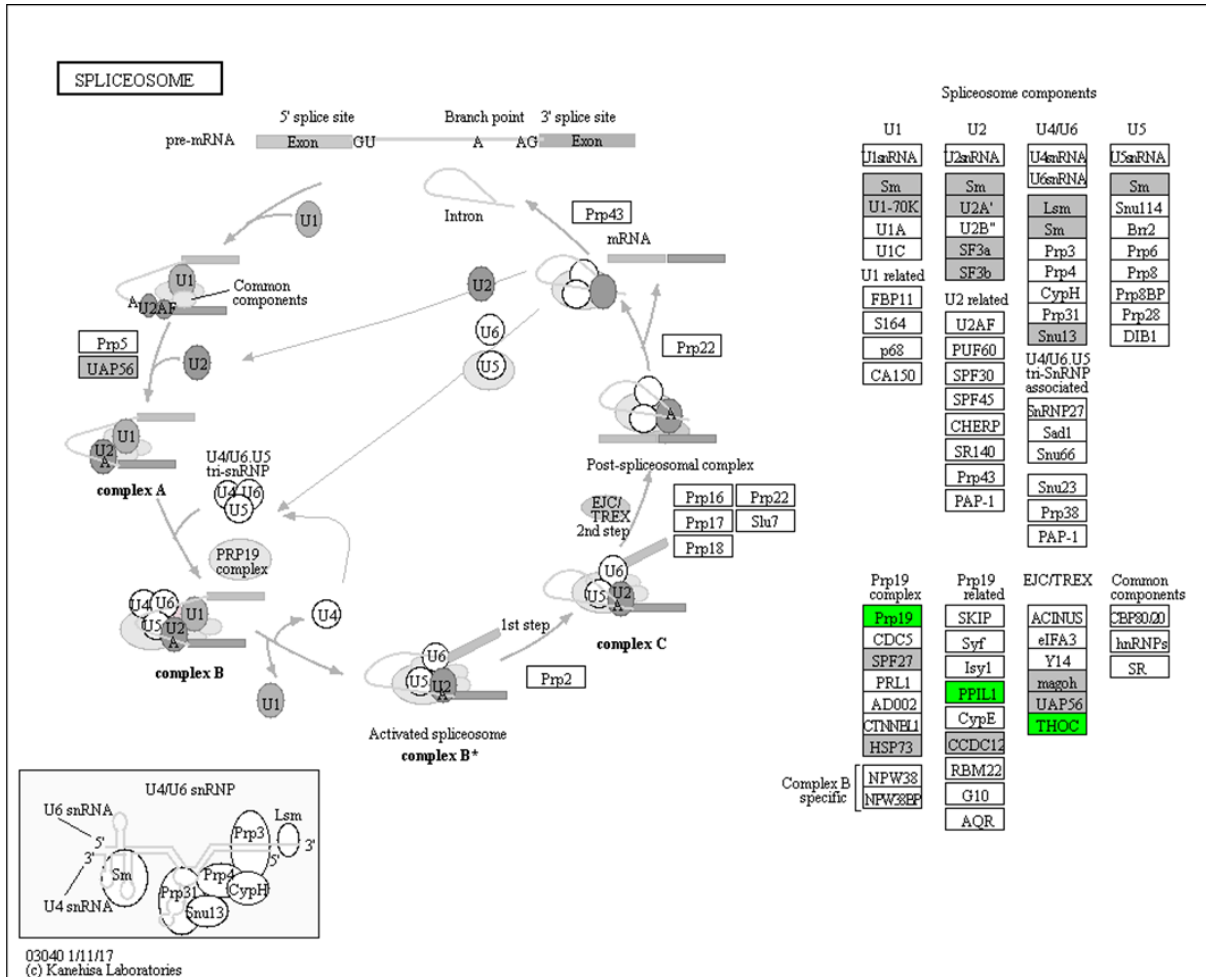 SPLICEOSOME
5' splice site
Branch point
3' splice site
pre-mRNA
Exon
GU
A
AG
Exon
U1
Intron
Prp43
mRNA
U1
A
U2AF
Common
components
U2
U6
U5
Prp5
UAP56
U2
Prp22
U1
U2
A
complex A
U4/U6.U5
tri-snRNP
U4
U6
U5
A
Post-spliceosomal complex
PRP19
complex
EJC/
TREX
2nd step
Prp16
Prp22
Prp17
Slu7
Prp18
U4
U6
U1
U5
U2
A
complex B
U4
U1
U6
U5
U2
A
complex C
1st step
U6
U5
U2
A
Prp2
Activated spliceosome
complex B*
Spliceosome components
U1
U2
U4/U6
U5
U1snRNA
Sm
U1-70K
U1A
U1C
U1 related
FBP11
S164
p68
CA150
U2snRNA
Sm
U2A'
U2B"
SF3a
SF3b
U2 related
U2AF
PUF60
SPF30
SPF45
CHERP
SR140
Prp43
PAP-1
U4snRNA
U6snRNA
Lsm
Sm
Prp3
Prp4
CypH
Prp31
Snu13
U4/U6.U5
tri-SnRNP
associated
SnRNP27
Sad1
Snu66
Snu23
Prp38
PAP-1
U5snRNA
Sm
Snu114
Brr2
Prp6
Prp8
Prp8BP
Prp28
DIB1
Prp19
complex
Prp19
CDC5
SPF27
PRL1
AD002
CTNNBL1
HSP73
Complex B
specific
NPW38
NPW38BP
Prp19
related
SKIP
Syf
Isy1
PPIL1
CypE
CCDC12
RBM22
G10
AQR
EJC/TREX
ACINUS
eIFA3
Y14
magoh
UAP56
THOC
Common
components
CBP80/20
hnRNPs
SR
U4/U6 snRNP
U6 snRNA
5'
3'
Sm
U4 snRNA
Prp3
Lsm
3'
5'
Prp4
Prp31
CypH
Snu13
03040 1/11/17
(c) Kanehisa Laboratories